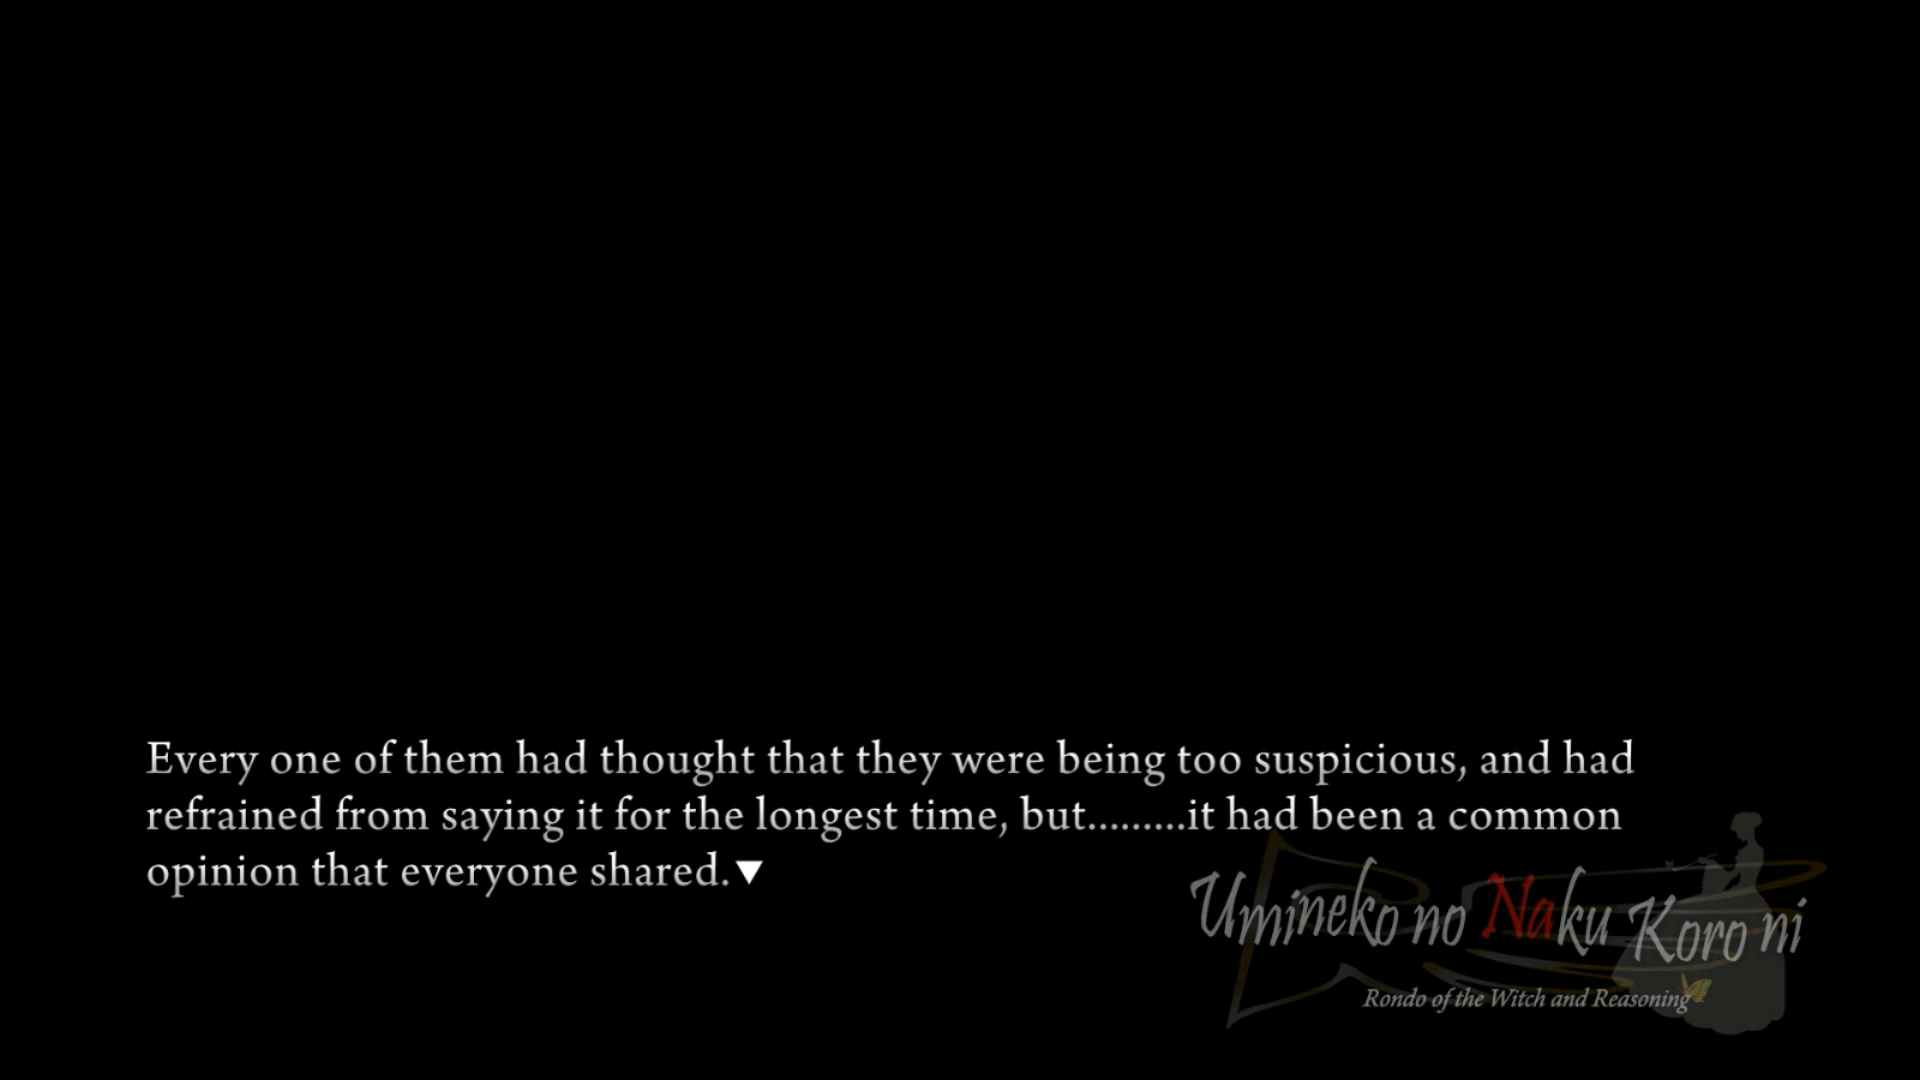 Every one of them had thought that they were being too suspicious, and had
refrained from saying it for the longest time, but.........it had been a common
opinion that everyone shared.▼
Umineko no Naku Koro ni
Rondo of the Witch and Reasoning